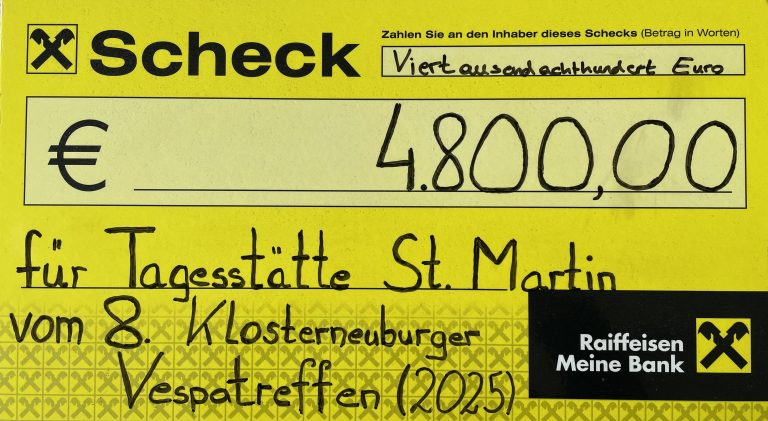 Scheck
Zahlen Sie an den Inhaber dieses Schecks (Betrag in Worten)
Viertausendachthundert Euro
€ 4.800,00
für Tagesstätte St. Martin
vom 8. Klosterneuburger
Vespatreffen (2025)
Raiffeisen
Meine Bank